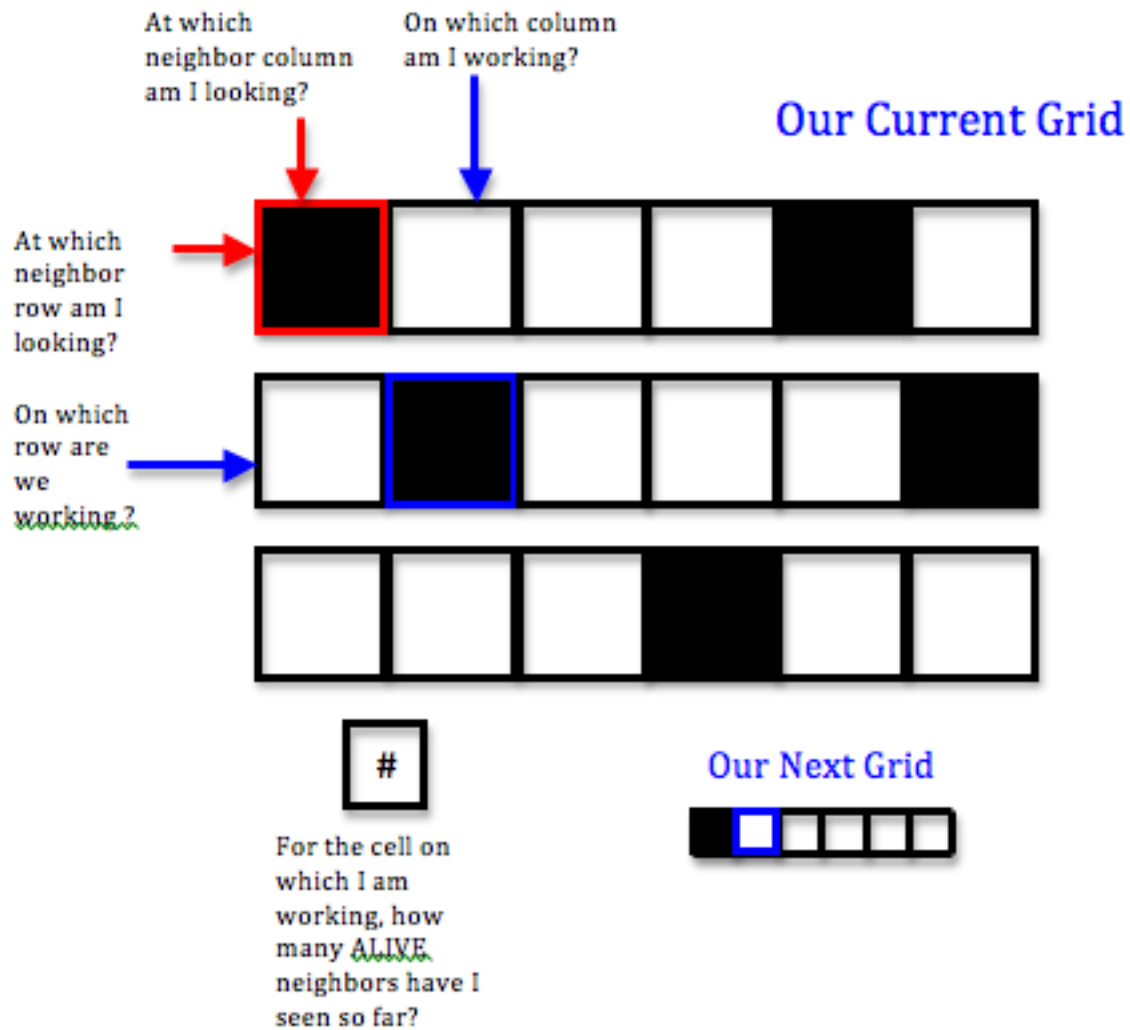 At which
neighbor column
am I looking?
On which column
am I working?
Our Current Grid
At which
neighbor
row am I
looking?
On which
row are
we
working ?
#
For the cell on
which I am
working, how
many ALIVE
neighbors have I
seen so far?
Our Next Grid